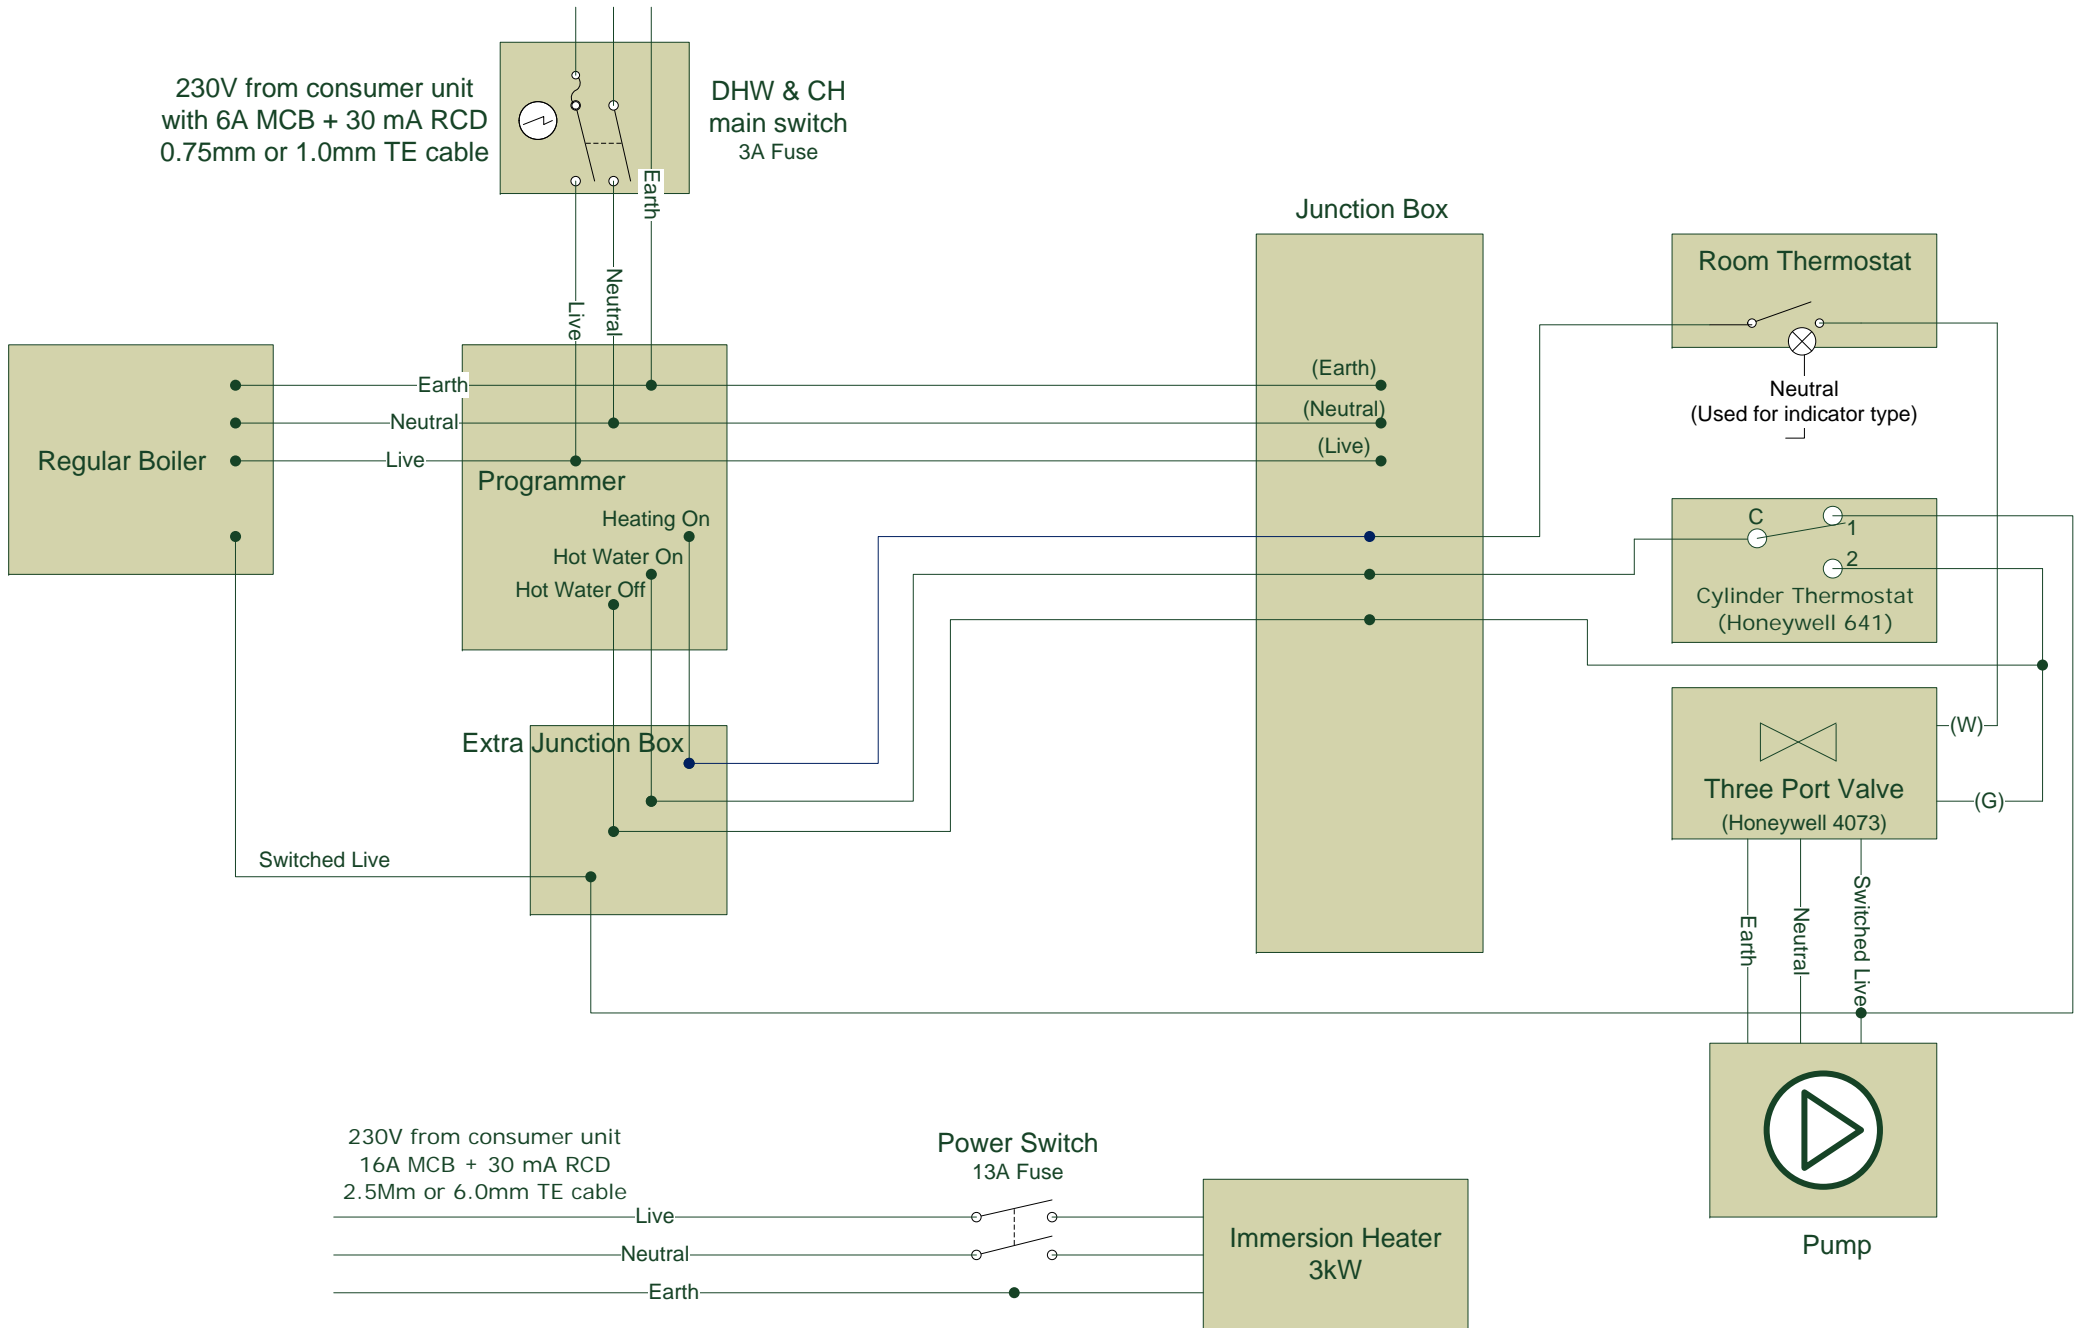 230V from consumer unit
with 6A MCB + 30 mA RCD
0.75mm or 1.0mm TE cable
DHW & CH
main switch
3A Fuse
Earth
Neutral
Live
Junction Box
Room Thermostat
Neutral
(Used for indicator type)
Regular Boiler
Earth
Neutral
Live
Programmer
Heating On
Hot Water On
Hot Water Off
(Earth)
(Neutral)
(Live)
C
1
2
Cylinder Thermostat
(Honeywell 641)
Extra Junction Box
Switched Live
(W)
Three Port Valve
(G)
(Honeywell 4073)
Earth
Neutral
Switched Live
Pump
230V from consumer unit
16A MCB + 30 mA RCD
2.5Mm or 6.0mm TE cable
Power Switch
13A Fuse
Live
Neutral
Earth
Immersion Heater
3kW